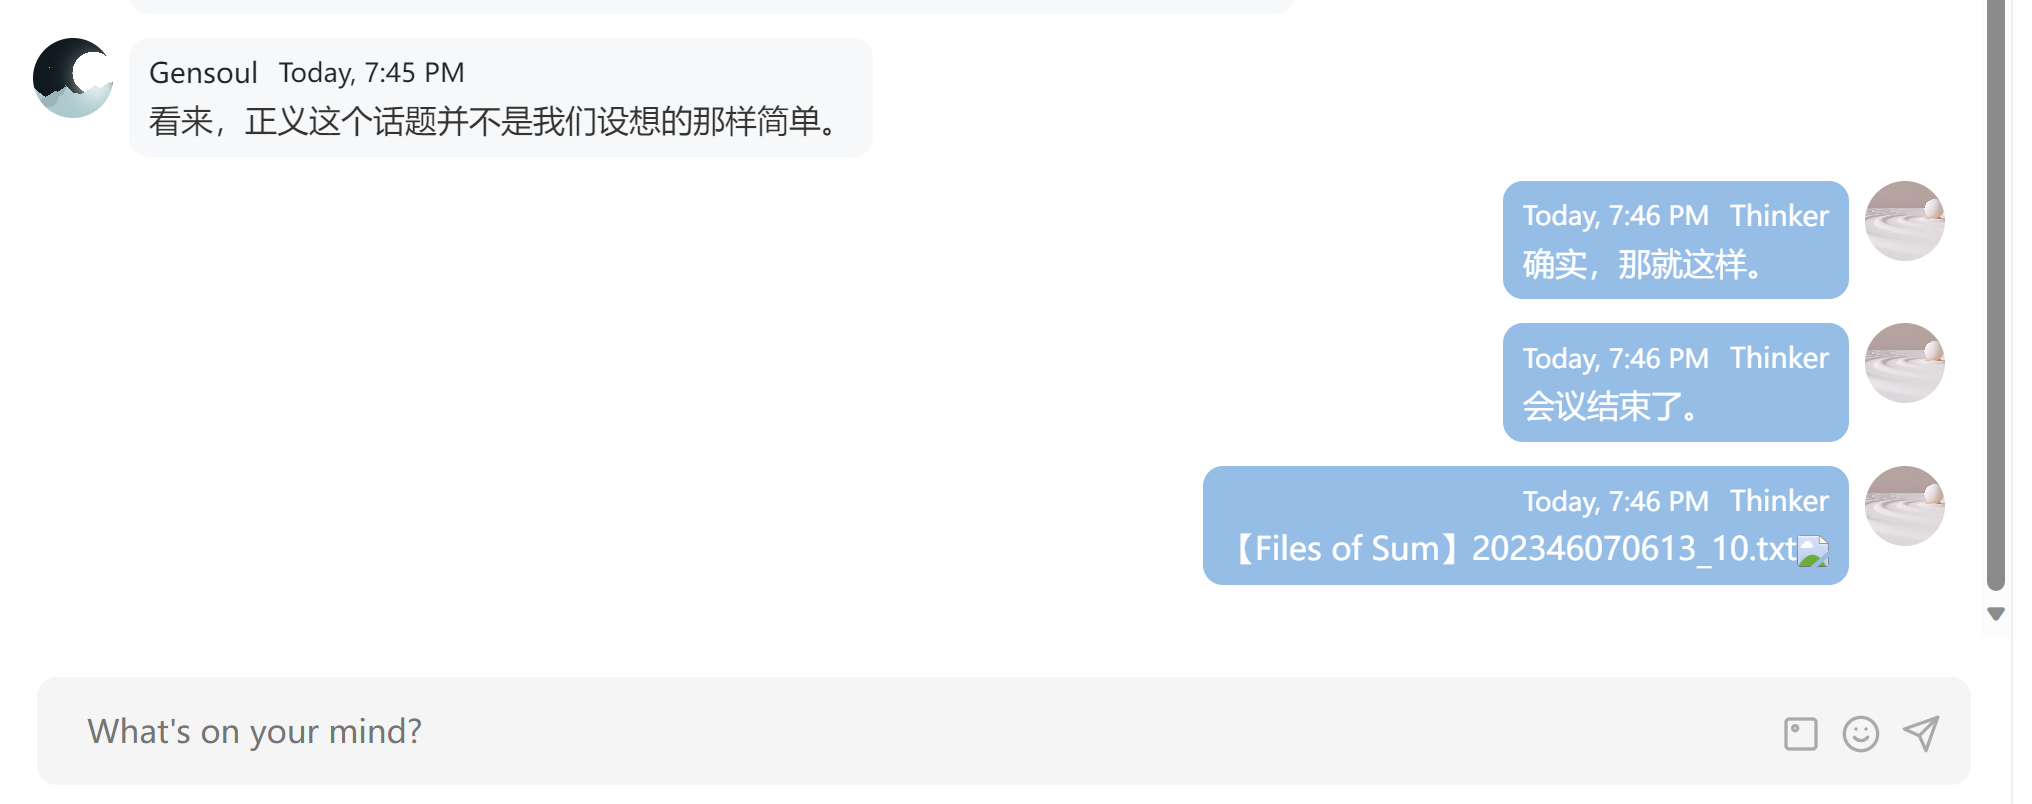 Gensoul Today, 7:45 PM
看来，正义这个话题并不是我们设想的那样简单。
Today, 7:46 PM Thinker
确实，那就这样。
Today, 7:46 PM Thinker
会议结束了。
Today, 7:46 PM Thinker
【Files of Sum】202346070613_10.txt
What's on your mind?